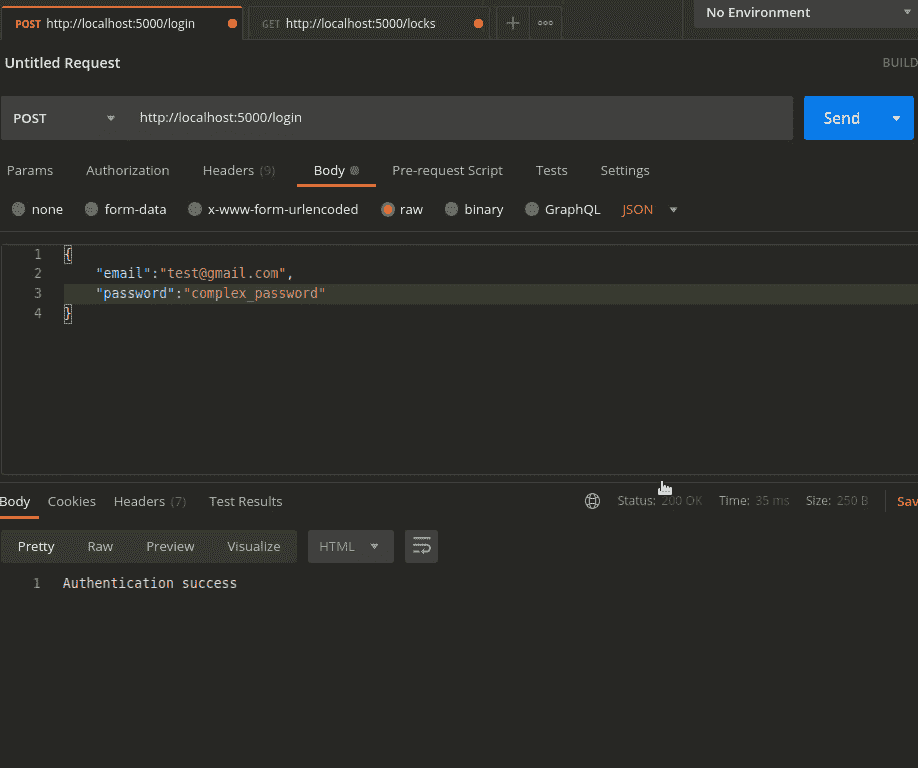 POST http://localhost:5000/login GET http://localhost:5000/locks No Environment
Untitled Request BUILD
POST http://localhost:5000/login Send
Params Authorization Headers (9) Body Pre-request Script Tests Settings
none form-data x-www-form-urlencoded raw binary GraphQL JSON
1 {
2 "email":"test@gmail.com",
3 "password":"complex_password"
4 }
Body Cookies Headers (7) Test Results Status: 200 OK Time: 35 ms Size: 250 B Sav
Pretty Raw Preview Visualize HTML
1 Authentication success